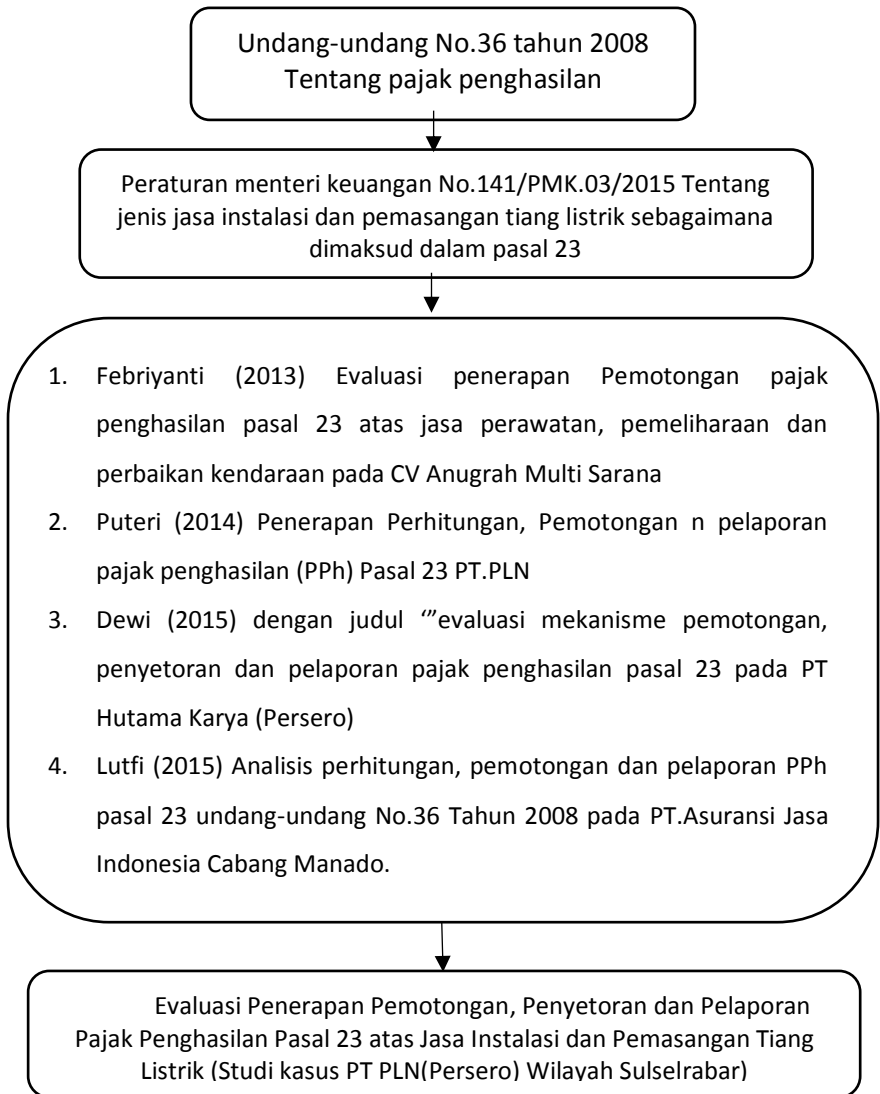 Undang-undang No.36 tahun 2008
Tentang pajak penghasilan
Peraturan menteri keuangan No.141/PMK.03/2015 Tentang
jenis jasa instalasi dan pemasangan tiang listrik sebagaimana
dimaksud dalam pasal 23
1. Febriyanti (2013) Evaluasi penerapan Pemotongan pajak
penghasilan pasal 23 atas jasa perawatan, pemeliharaan dan
perbaikan kendaraan pada CV Anugrah Multi Sarana
2. Puteri (2014) Penerapan Perhitungan, Pemotongan n pelaporan
pajak penghasilan (PPh) Pasal 23 PT.PLN
3. Dewi (2015) dengan judul ‘”evaluasi mekanisme pemotongan,
penyetoran dan pelaporan pajak penghasilan pasal 23 pada PT
Hutama Karya (Persero)
4. Lutfi (2015) Analisis perhitungan, pemotongan dan pelaporan PPh
pasal 23 undang-undang No.36 Tahun 2008 pada PT.Asuransi Jasa
Indonesia Cabang Manado.
Evaluasi Penerapan Pemotongan, Penyetoran dan Pelaporan
Pajak Penghasilan Pasal 23 atas Jasa Instalasi dan Pemasangan Tiang
Listrik (Studi kasus PT PLN(Persero) Wilayah Sulselrabar)